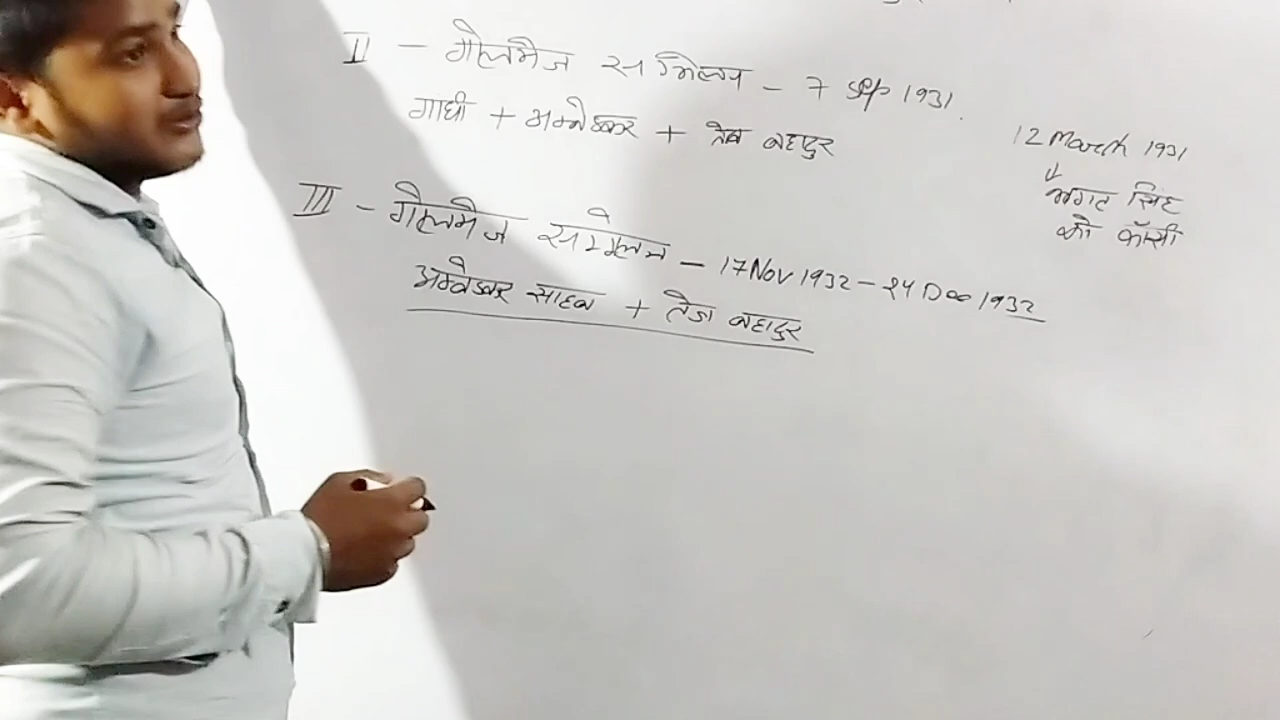 II - गोलमेज सम्मिलन - 7 Sep 1931.
गाधी + अम्बेडकर + तेज बहादुर
12 March 1931
↓
भगत सिंह
को फाँसी
III - गोलमेज सम्मेलन - 17 Nov 1932 - 24 Dec 1932
अम्बेडकर साहब + तेज बहादुर